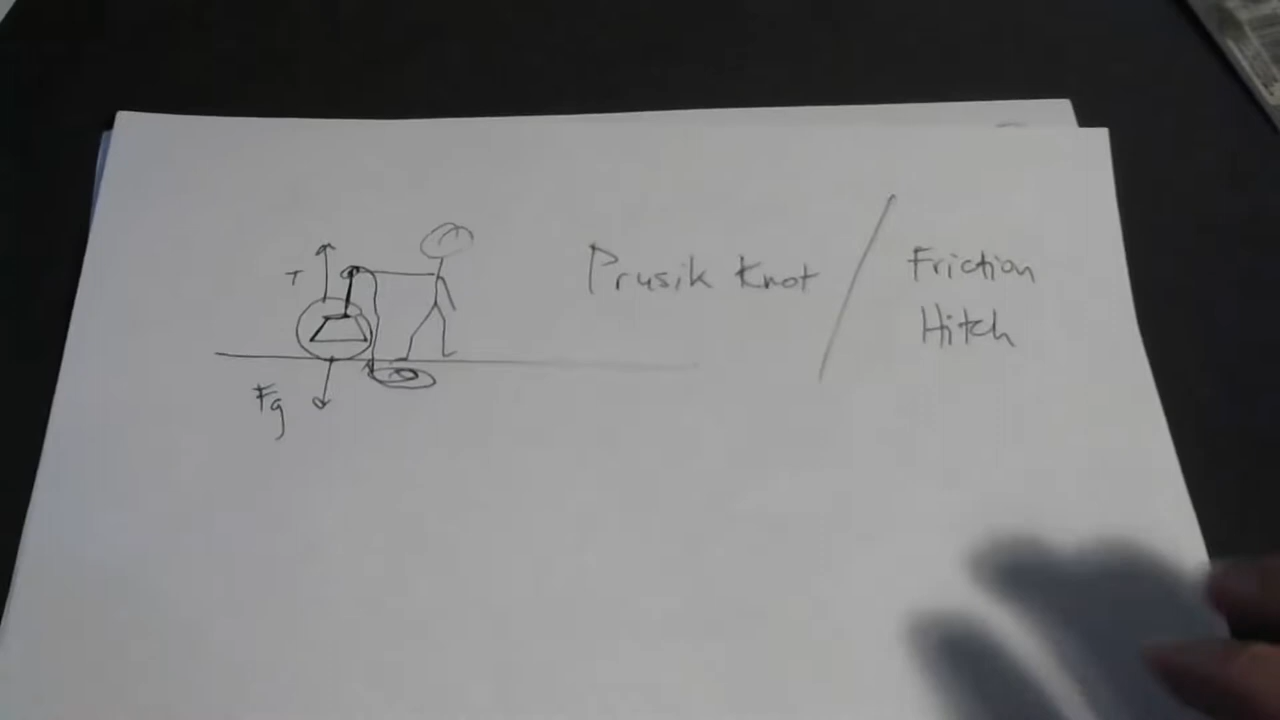 T
Fg
Prusik Knot /
Friction
Hitch